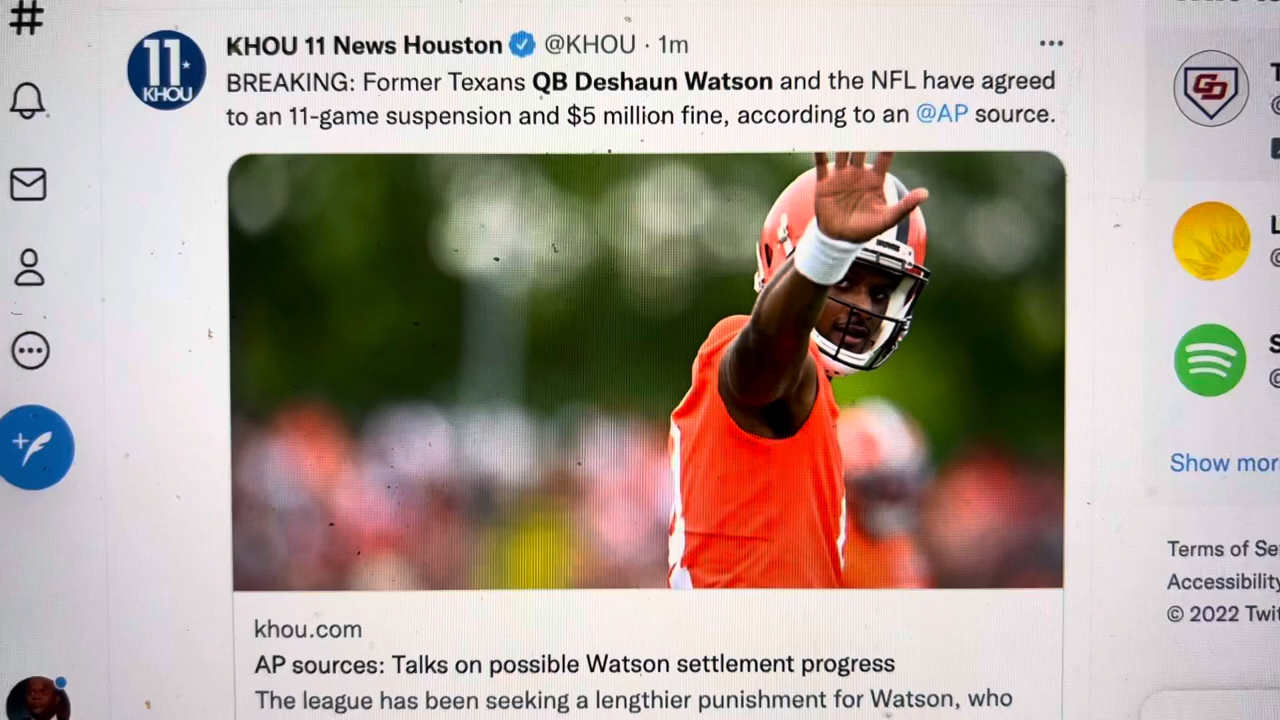 #
11
KHOU
KHOU 11 News Houston @KHOU · 1m
BREAKING: Former Texans QB Deshaun Watson and the NFL have agreed
to an 11-game suspension and $5 million fine, according to an @AP source.
khou.com
AP sources: Talks on possible Watson settlement progress
The league has been seeking a lengthier punishment for Watson, who
Show mor
Terms of Se
Accessibility
© 2022 Twit